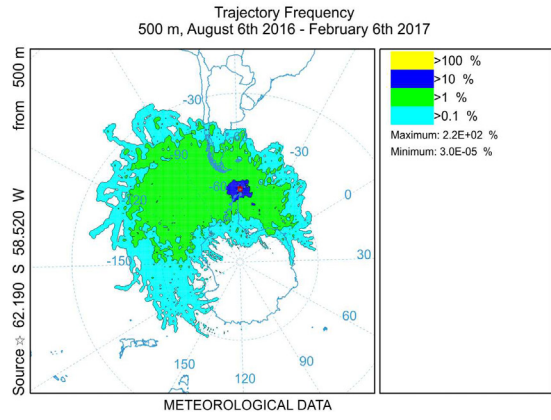 Trajectory Frequency
500 m, August 6th 2016 - February 6th 2017
Source ☆ 62.190 S 58.520 W from 500 m
>100 %
>10 %
>1 %
>0.1 %
Maximum: 2.2E+02 %
Minimum: 3.0E-05 %
-30
-30
-90
-60
-120
0
-150
30
60
150
180
120
90
METEOROLOGICAL DATA